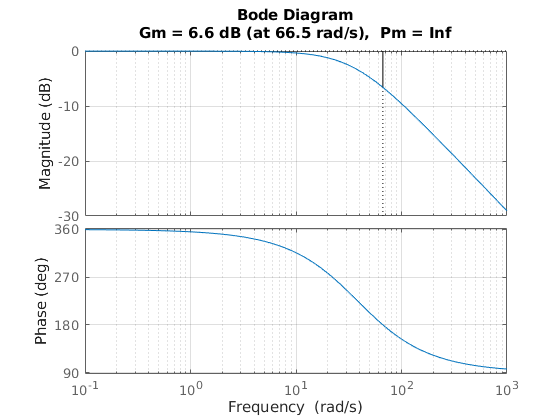 Bode Diagram
Gm = 6.6 dB (at 66.5 rad/s), Pm = Inf
Magnitude (dB)
0
-10
-20
-30
Phase (deg)
360
270
180
90
10^-1 10^0 10^1 10^2 10^3
Frequency (rad/s)